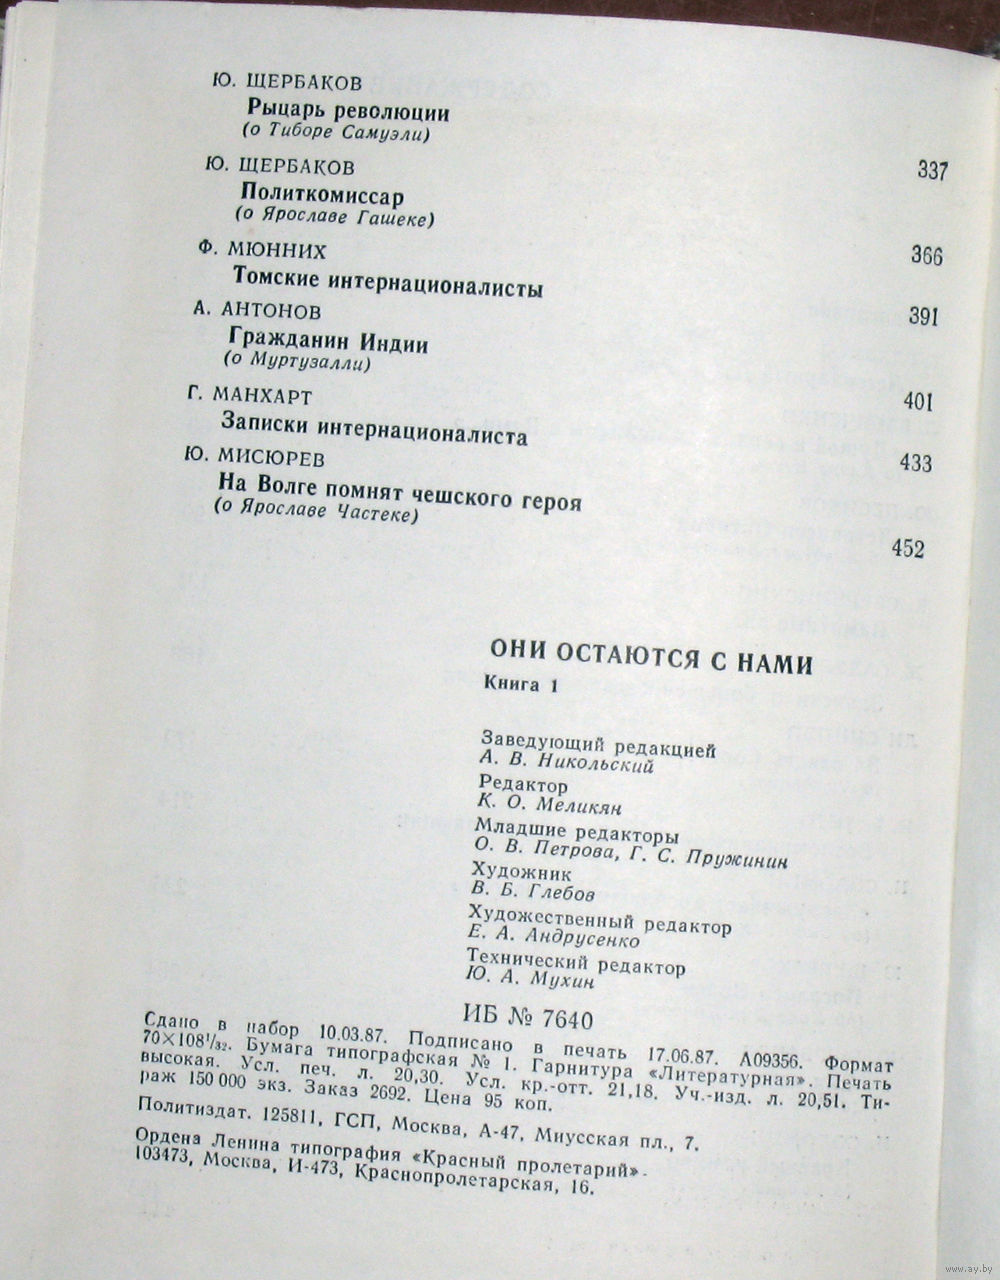 Ю. ЩЕРБАКОВ
Рыцарь революции
(о Тиборе Самуэли)
337
Ю. ЩЕРБАКОВ
Политкомиссар
(о Ярославе Гашеке)
366
Ф. МЮННИХ
Томские интернационалисты
391
А. АНТОНОВ
Гражданин Индии
(о Муртузалли)
401
Г. МАНХАРТ
Записки интернационалиста
433
Ю. МИСЮРЕВ
На Волге помнят чешского героя
(о Ярославе Частеке)
452
ОНИ ОСТАЮТСЯ С НАМИ
Книга 1
Заведующий редакцией
А. В. Никольский
Редактор
К. О. Меликян
Младшие редакторы
О. В. Петрова, Г. С. Пружинин
Художник
В. Б. Глебов
Художественный редактор
Е. А. Андрусенко
Технический редактор
Ю. А. Мухин
ИБ № 7640
Сдано в набор 10.03.87. Подписано в печать 17.06.87. А09356. Формат
70×108¹/₃₂. Бумага типографская № 1. Гарнитура «Литературная». Печать
высокая. Усл. печ. л. 20,30. Усл. кр.-отт. 21,18. Уч.-изд. л. 20,51. Ти-
раж 150 000 экз. Заказ 2692. Цена 95 коп.
Политиздат. 125811, ГСП, Москва, А-47, Миусская пл., 7.
Ордена Ленина типография «Красный пролетарий».
103473, Москва, И-473, Краснопролетарская, 16.
www.ay.by